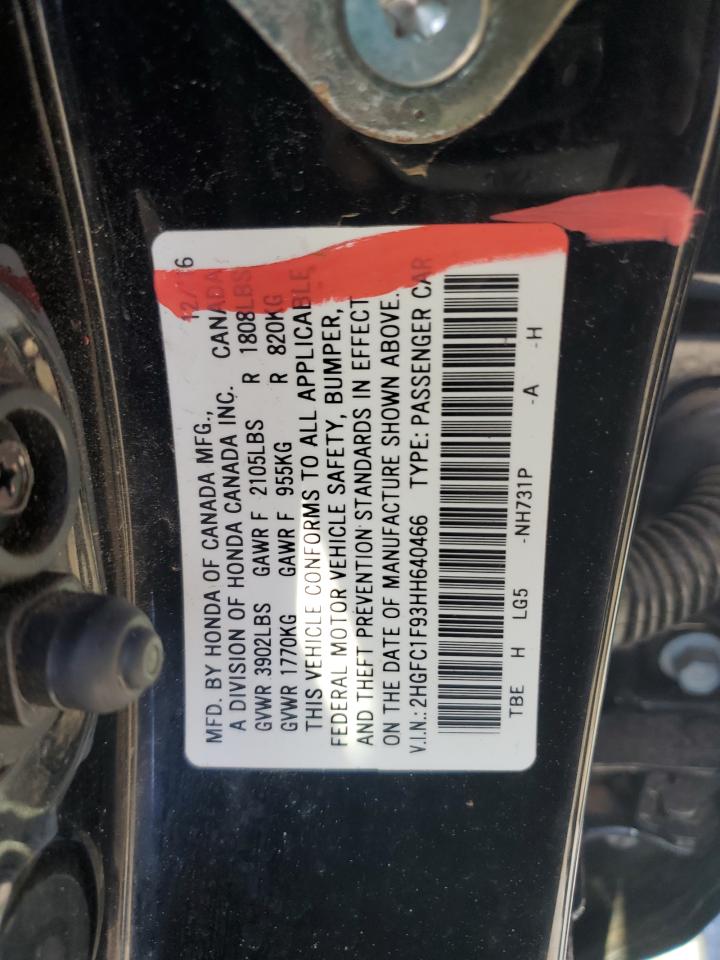 MFD. BY HONDA OF CANADA MFG., 12/16
A DIVISION OF HONDA CANADA INC. CANADA
GVWR 3902LBS GAWR F 2105LBS R 1808LBS
GVWR 1770KG GAWR F 955KG R 820KG
THIS VEHICLE CONFORMS TO ALL APPLICABLE
FEDERAL MOTOR VEHICLE SAFETY, BUMPER,
AND THEFT PREVENTION STANDARDS IN EFFECT
ON THE DATE OF MANUFACTURE SHOWN ABOVE.
V.I.N.: 2HGFC1F93HH640466 TYPE: PASSENGER CAR
TBE H LG5 -NH731P -A -H